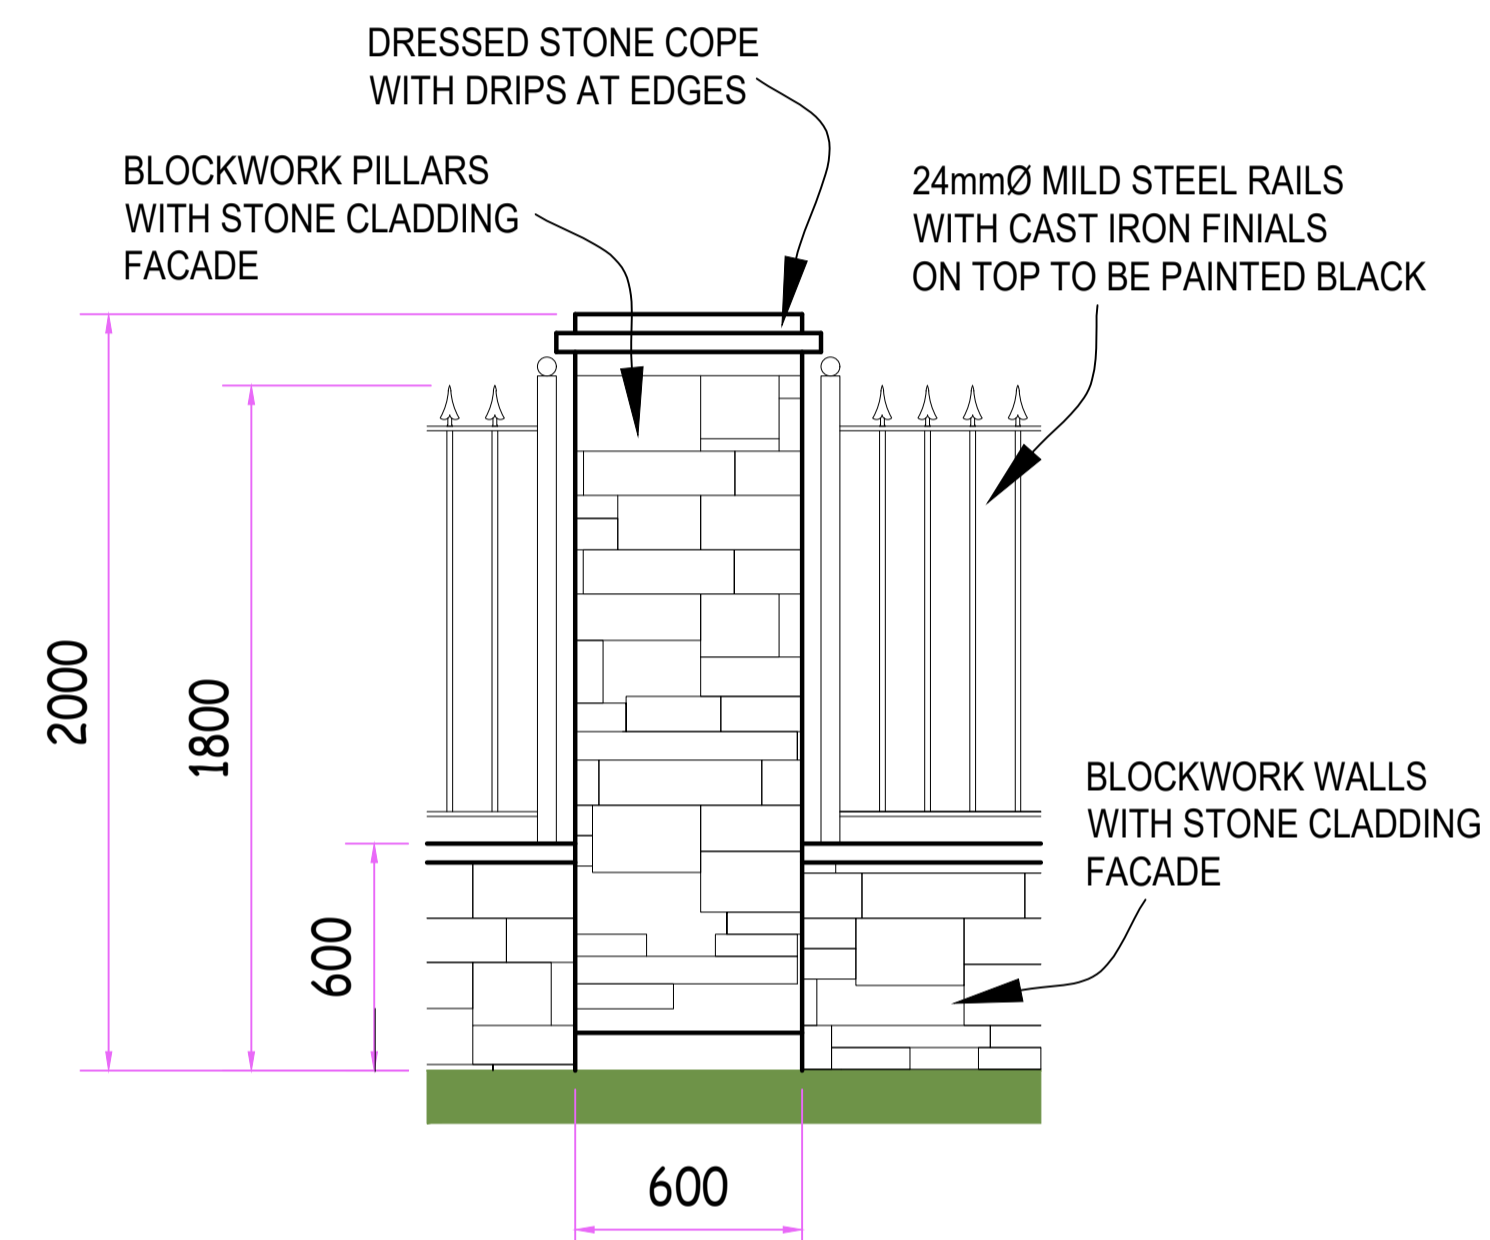 DRESSED STONE COPE
WITH DRIPS AT EDGES
BLOCKWORK PILLARS
WITH STONE CLADDING
FACADE
24mmØ MILD STEEL RAILS
WITH CAST IRON FINIALS
ON TOP TO BE PAINTED BLACK
2000
1800
600
BLOCKWORK WALLS
WITH STONE CLADDING
FACADE
600